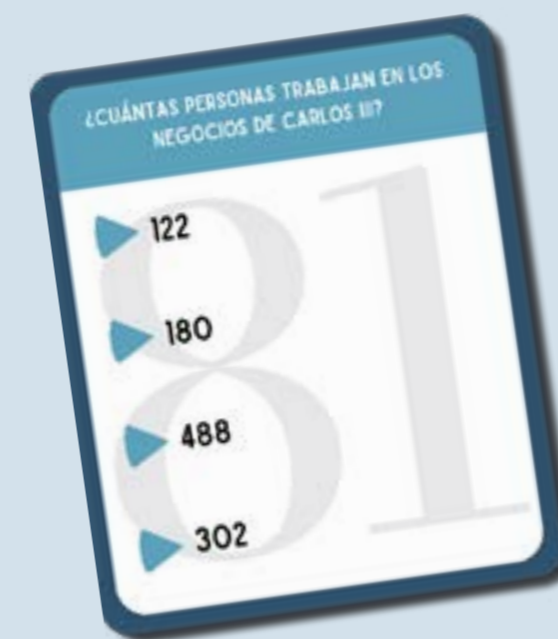 ¿CUÁNTAS PERSONAS TRABAJAN EN LOS
NEGOCIOS DE CARLOS III?
122
180
488
302
81